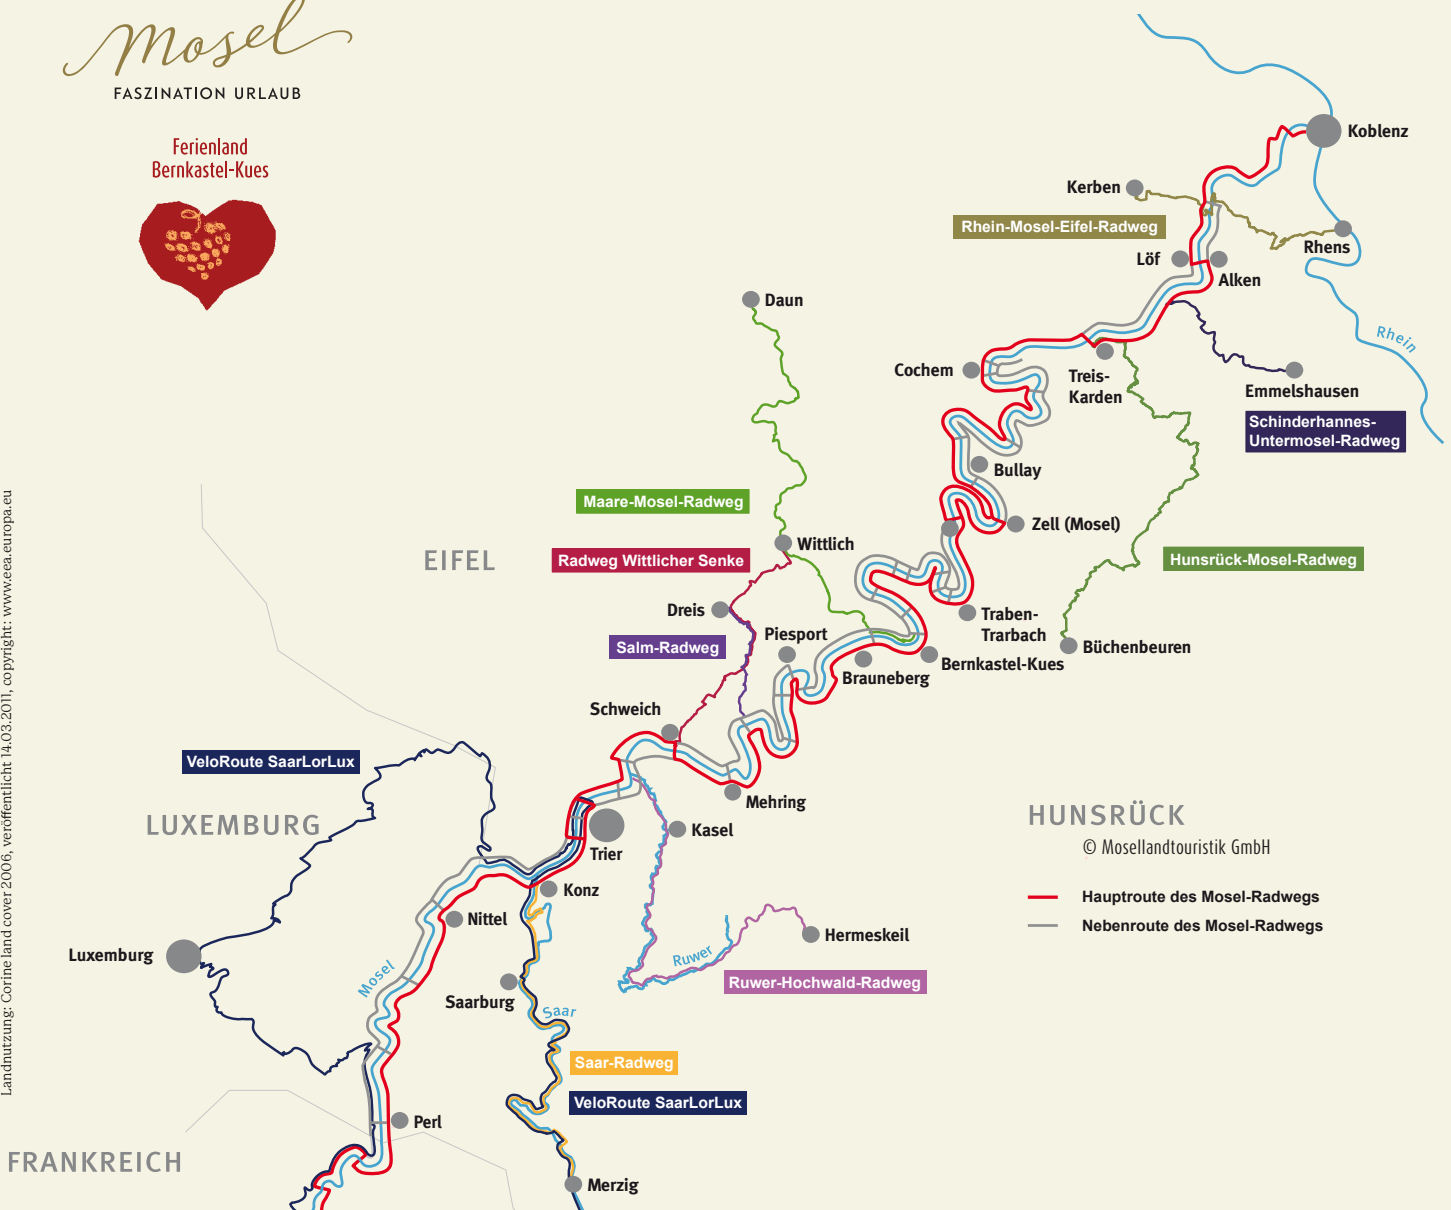 Mosel
FASZINATION URLAUB
Ferienland
Bernkastel-Kues
Koblenz
Kerben
Rhein-Mosel-Eifel-Radweg
Rhens
Löf
Alken
Daun
Rhein
Cochem
Treis-
Karden
Emmelshausen
Schinderhannes-
Untermosel-Radweg
Bullay
Maare-Mosel-Radweg
Zell (Mosel)
Wittlich
EIFEL
Radweg Wittlicher Senke
Hunsrück-Mosel-Radweg
Dreis
Traben-
Trarbach
Salm-Radweg
Piesport
Büchenbeuren
Bernkastel-Kues
Brauneberg
Schweich
VeloRoute SaarLorLux
Mehring
HUNSRÜCK
LUXEMBURG
Kasel
© Mosellandtouristik GmbH
Trier
Konz
Hauptroute des Mosel-Radwegs
Nittel
Nebenroute des Mosel-Radwegs
Hermeskeil
Luxemburg
Ruwer
Mosel
Ruwer-Hochwald-Radweg
Saarburg
Saar
Saar-Radweg
VeloRoute SaarLorLux
Perl
FRANKREICH
Merzig
Landnutzung: Corine land cover 2006, veröffentlicht 14.03.2011, copyright: www.eea.europa.eu